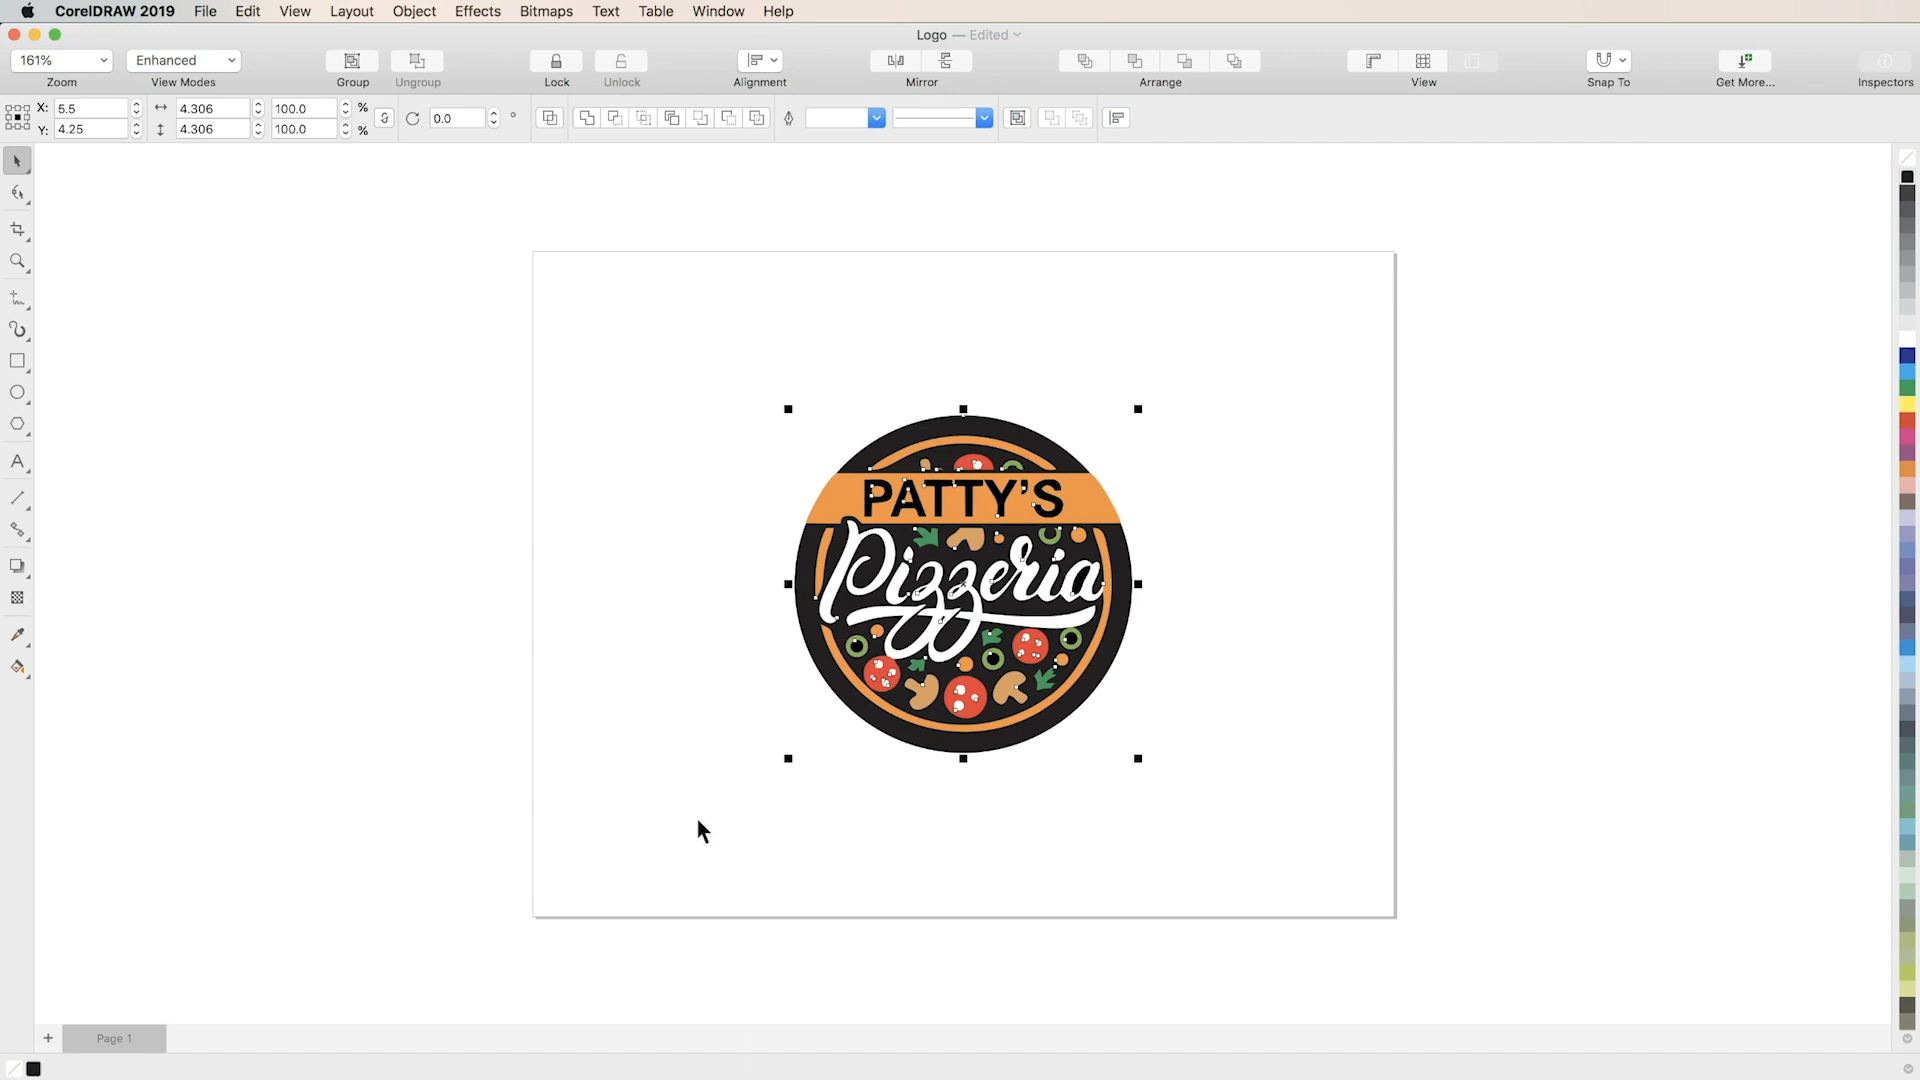 CorelDRAW 2019 File Edit View Layout Object Effects Bitmaps Text Table Window Help
Logo — Edited
161% Enhanced
Zoom View Modes Group Ungroup Lock Unlock Alignment Mirror Arrange View Snap To Get More... Inspectors
X: 5.5 4.306 100.0 %
Y: 4.25 4.306 100.0 %
0.0 °
PATTY'S
Pizzeria
Page 1